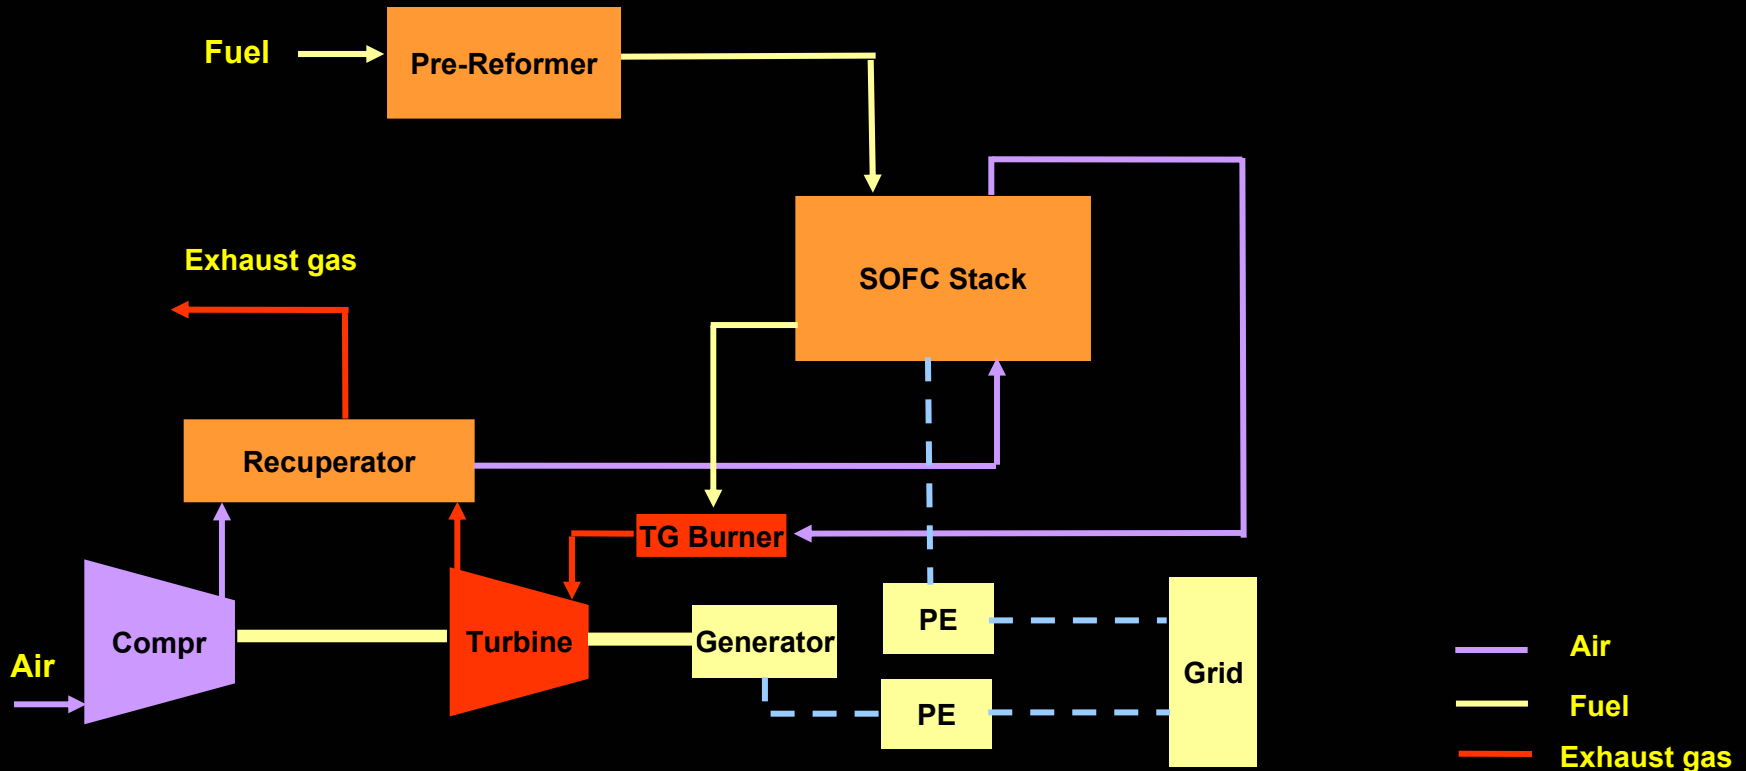 Fuel
Pre-Reformer
Exhaust gas
SOFC Stack
Recuperator
TG Burner
Compr
Turbine
Generator
PE
Air
PE
Grid
Air
Fuel
Exhaust gas